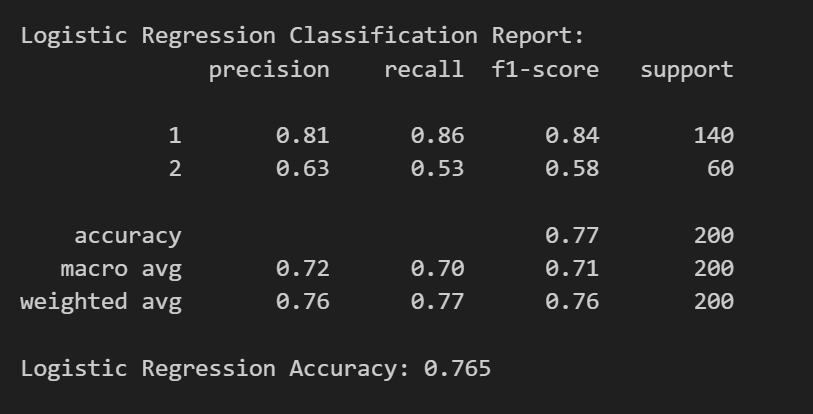 Logistic Regression Classification Report:
precision recall f1-score support
1 0.81 0.86 0.84 140
2 0.63 0.53 0.58 60
accuracy 0.77 200
macro avg 0.72 0.70 0.71 200
weighted avg 0.76 0.77 0.76 200
Logistic Regression Accuracy: 0.765